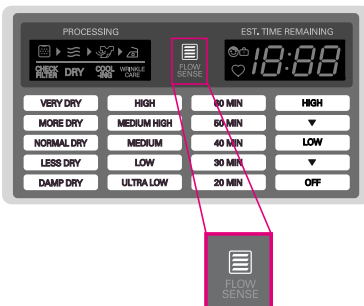 PROCESSING
EST. TIME REMAINING
CHECK FILTER
DRY
COOL -ING
WRINKLE CARE
FLOW SENSE
18:88
VERY DRY HIGH 60 MIN HIGH
MORE DRY MEDIUM HIGH 50 MIN
NORMAL DRY MEDIUM 40 MIN LOW
LESS DRY LOW 30 MIN
DAMP DRY ULTRA LOW 20 MIN OFF
FLOW
SENSE